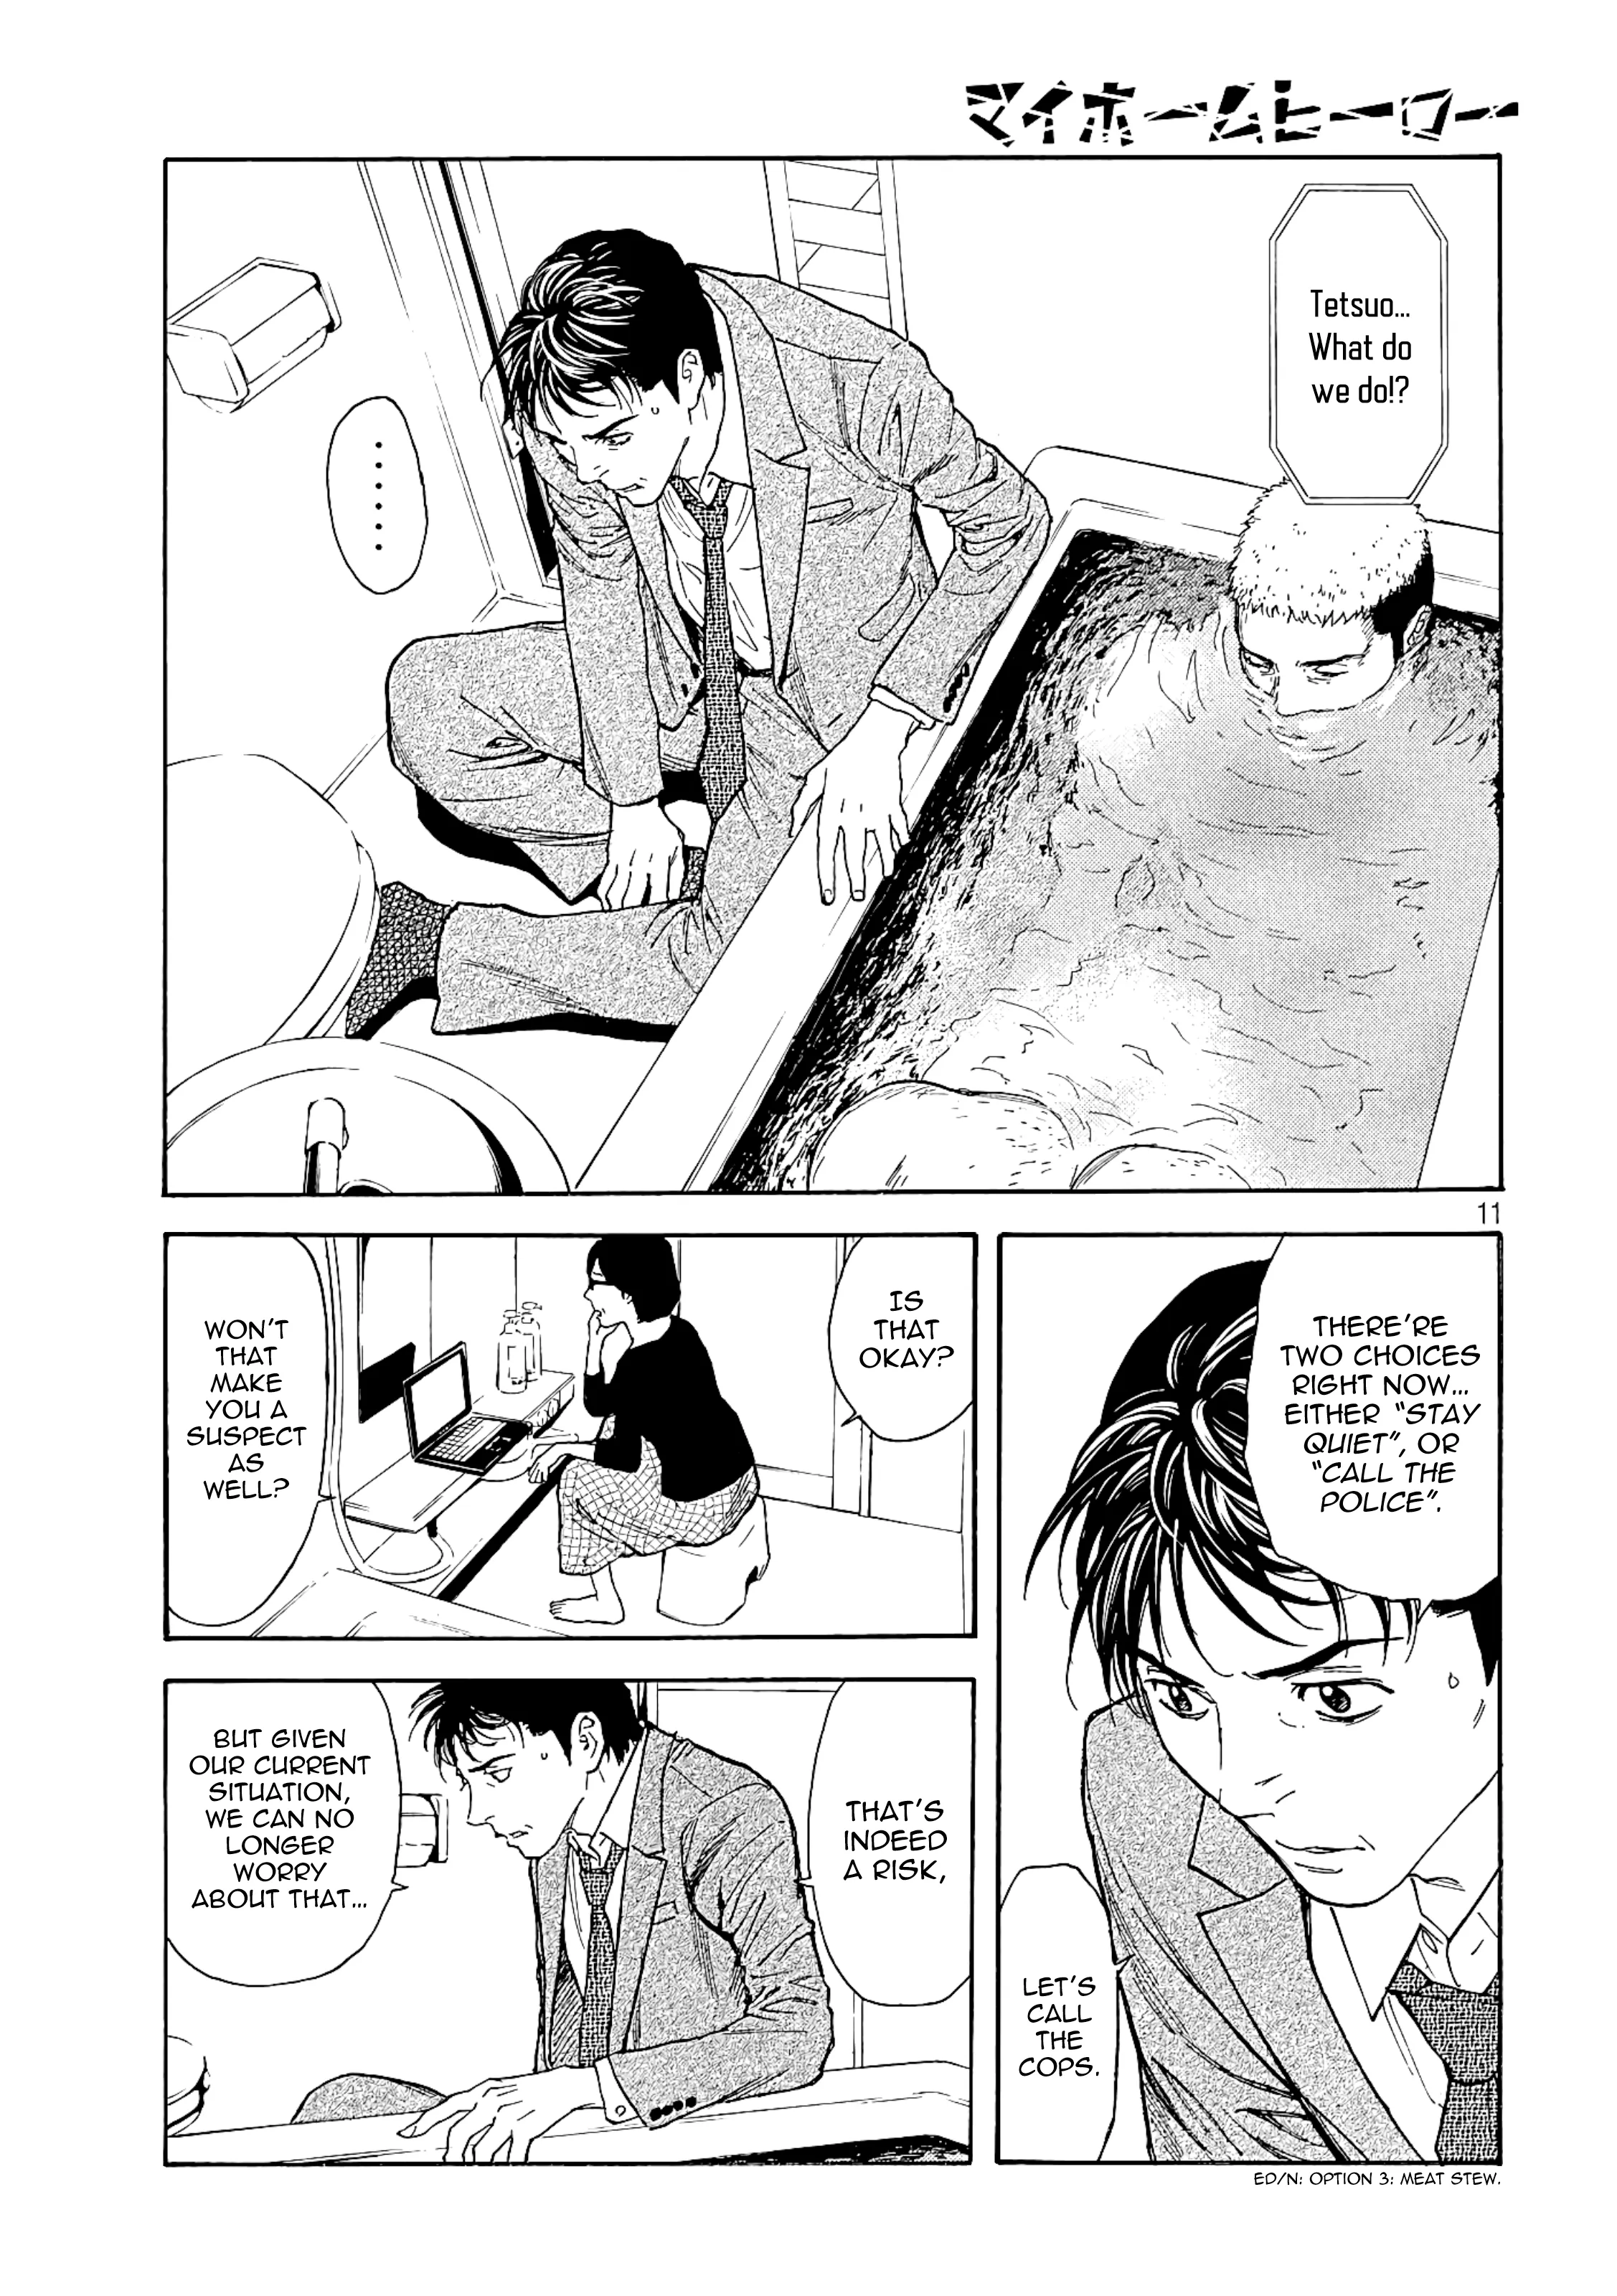 マイホームヒーロー
Tetsuo...
What do
we do!?
......
11
THERE'RE
TWO CHOICES
RIGHT NOW...
EITHER "STAY
QUIET", OR
"CALL THE
POLICE".
LET'S
CALL
THE
COPS.
IS
THAT
OKAY?
WON'T
THAT
MAKE
YOU A
SUSPECT
AS
WELL?
THAT'S
INDEED
A RISK,
BUT GIVEN
OUR CURRENT
SITUATION,
WE CAN NO
LONGER
WORRY
ABOUT THAT...
ED/N: OPTION 3: MEAT STEW.